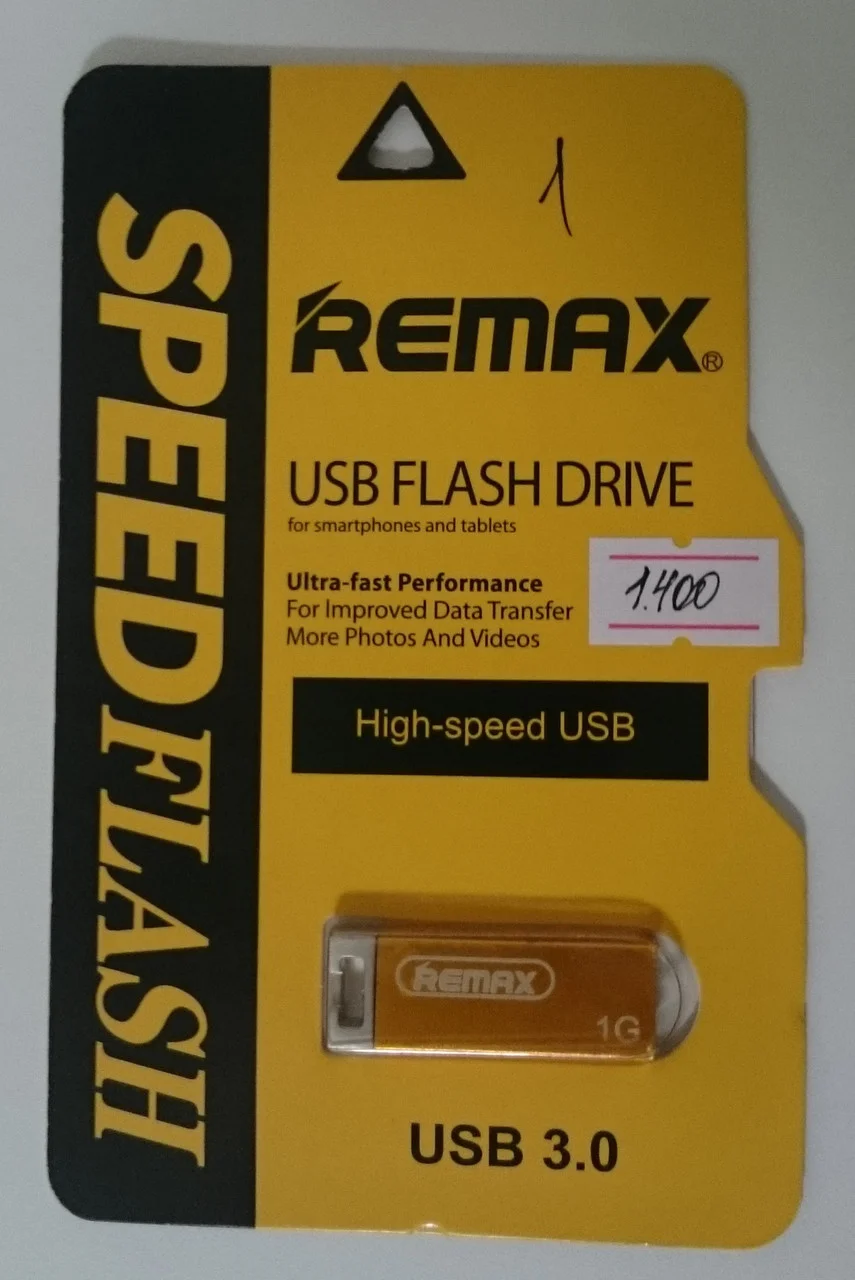 1
SPEEDFLASH
REMAX®
USB FLASH DRIVE
for smartphones and tablets
Ultra-fast Performance
For Improved Data Transfer
More Photos And Videos
1.400
High-speed USB
REMAX
1G
USB 3.0